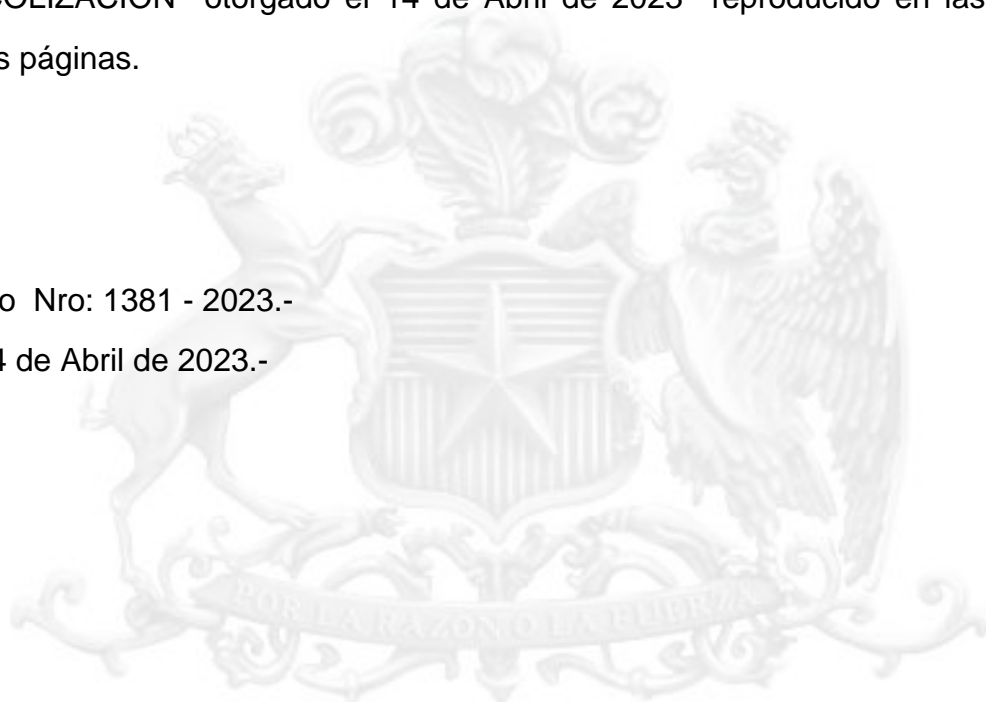 COLIZACION otorgado el 14 de Abril de 2023 reproducido en las
s páginas.
o Nro: 1381 - 2023.-
4 de Abril de 2023.-
POR LA RAZON O LA FUERZA